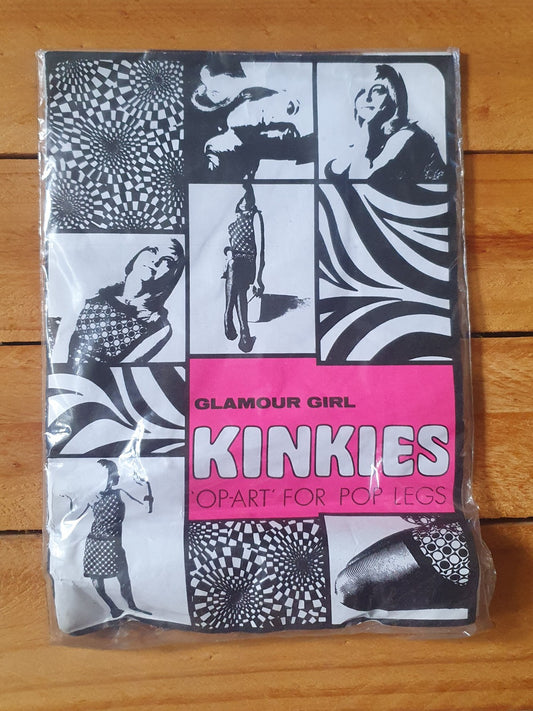 GLAMOUR GIRL
KINKIES
'OP-ART' FOR POP LEGS